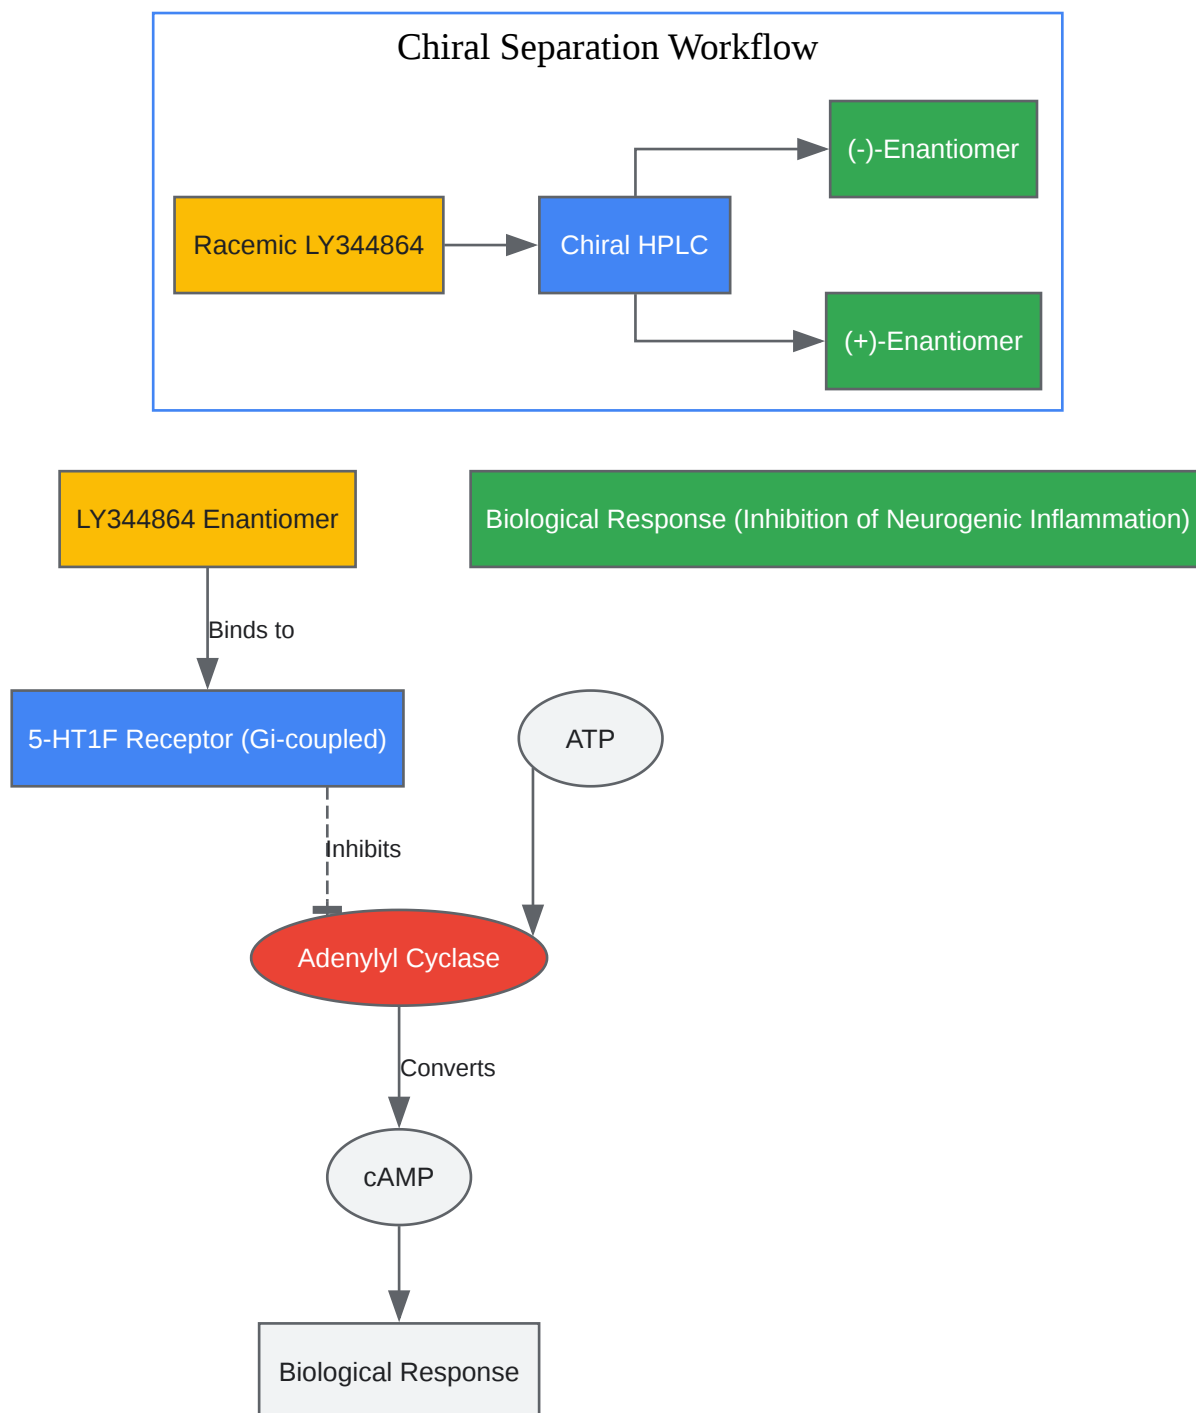 Chiral Separation Workflow
(-)-Enantiomer
Racemic LY344864
Chiral HPLC
(+)-Enantiomer
LY344864 Enantiomer
Biological Response (Inhibition of Neurogenic Inflammation)
Binds to
5-HT1F Receptor (Gi-coupled)
ATP
Inhibits
Adenylyl Cyclase
Converts
cAMP
Biological Response